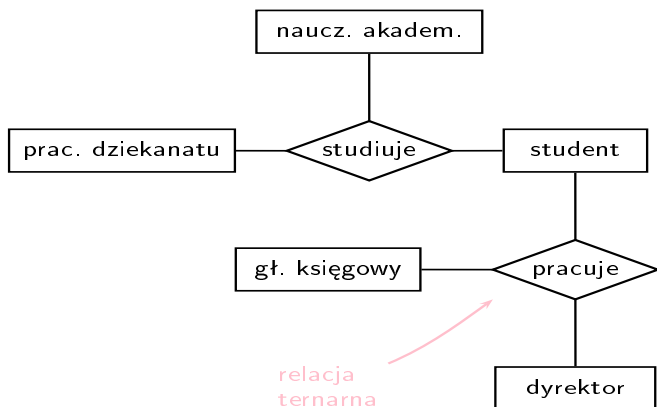 naucz. akadem.
prac. dziekanatu
studiuje
student
gł. księgowy
pracuje
relacja
ternarna
dyrektor